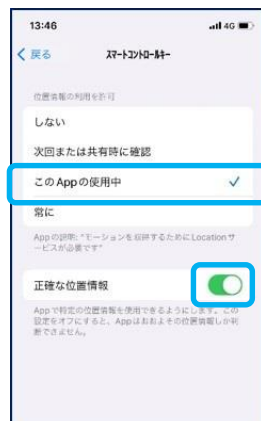 13:46
4G
戻る
スマートコントロールキー
位置情報の利用を許可
しない
次回または共有時に確認
このAppの使用中
常に
Appの説明: "モーションを収集するためにLocationサ
ービスが必要です"
正確な位置情報
Appで特定の位置情報を使用できるようにします。この
設定をオフにすると、Appはおおよその位置情報しか判
断できません。